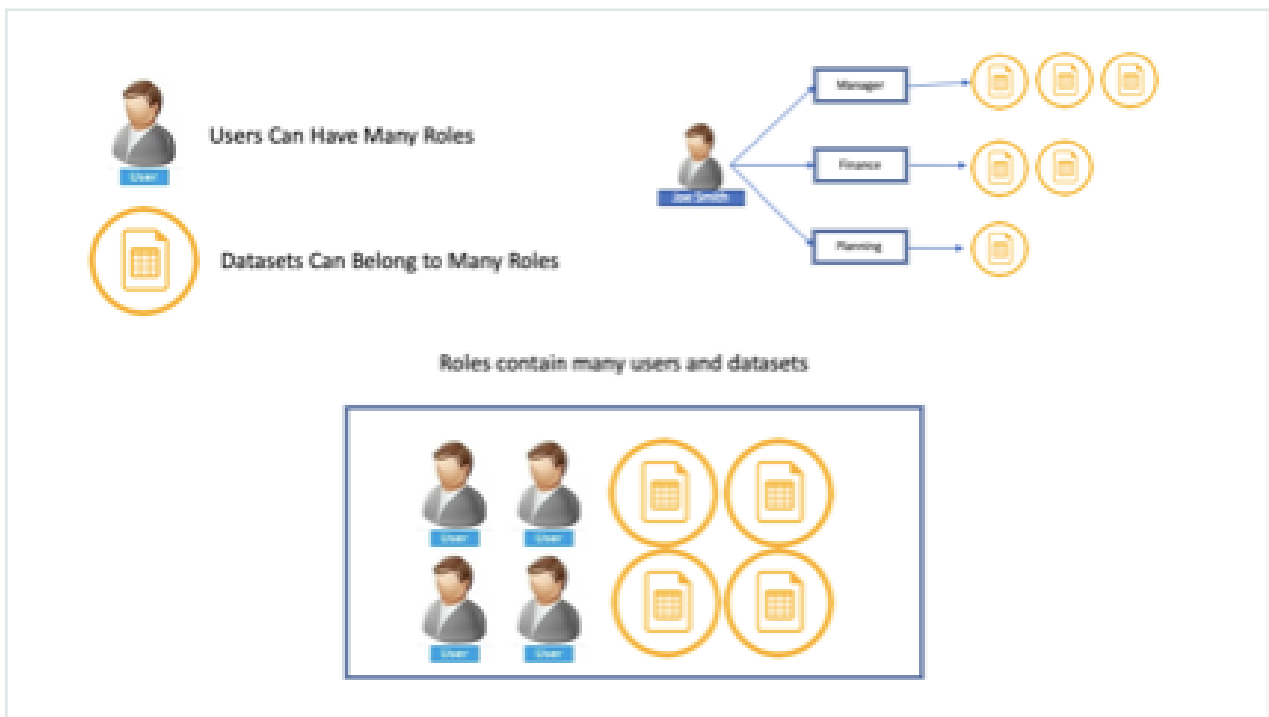 User
Users Can Have Many Roles
Datasets Can Belong to Many Roles
Joe Smith
Manager
Finance
Planning
Roles contain many users and datasets
User
User
User
User